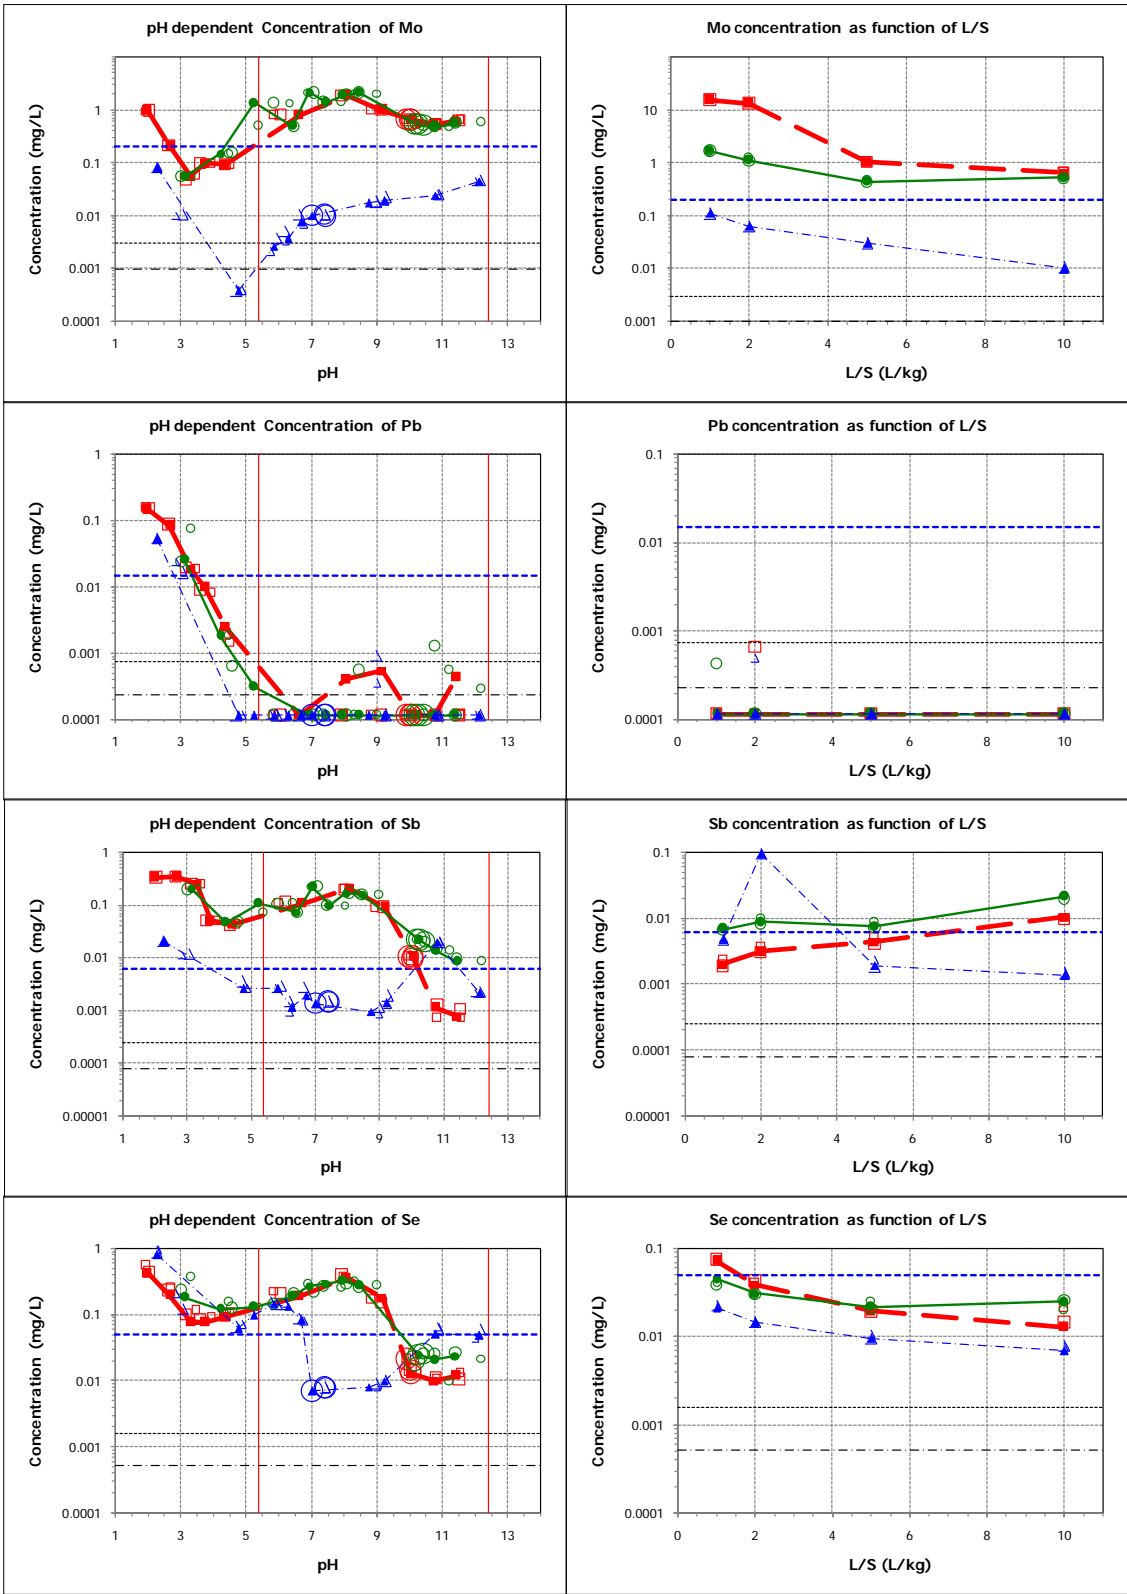 pH dependent Concentration of Mo
Concentration (mg/L)
1
0.1
0.01
0.001
0.0001
1 3 5 7 9 11 13
pH
Mo concentration as function of L/S
Concentration (mg/L)
10
1
0.1
0.01
0.001
0 2 4 6 8 10
L/S (L/kg)
pH dependent Concentration of Pb
Concentration (mg/L)
1
0.1
0.01
0.001
0.0001
1 3 5 7 9 11 13
pH
Pb concentration as function of L/S
Concentration (mg/L)
0.1
0.01
0.001
0.0001
0 2 4 6 8 10
L/S (L/kg)
pH dependent Concentration of Sb
Concentration (mg/L)
1
0.1
0.01
0.001
0.0001
0.00001
1 3 5 7 9 11 13
pH
Sb concentration as function of L/S
Concentration (mg/L)
0.1
0.01
0.001
0.0001
0.00001
0 2 4 6 8 10
L/S (L/kg)
pH dependent Concentration of Se
Concentration (mg/L)
1
0.1
0.01
0.001
0.0001
1 3 5 7 9 11 13
pH
Se concentration as function of L/S
Concentration (mg/L)
0.1
0.01
0.001
0.0001
0 2 4 6 8 10
L/S (L/kg)